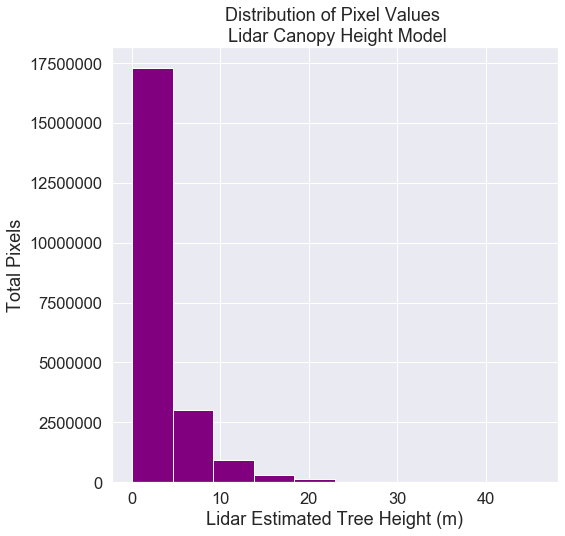 Distribution of Pixel Values
Lidar Canopy Height Model
17500000
15000000
12500000
10000000
7500000
5000000
2500000
0
Total Pixels
0 10 20 30 40
Lidar Estimated Tree Height (m)